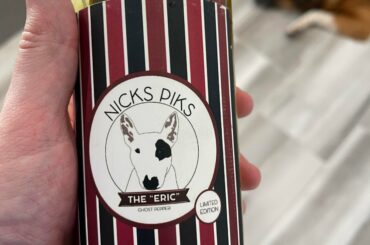 NICKS PIKS
THE "ERIC"
GHOST PEPPER
LIMITED
EDITION